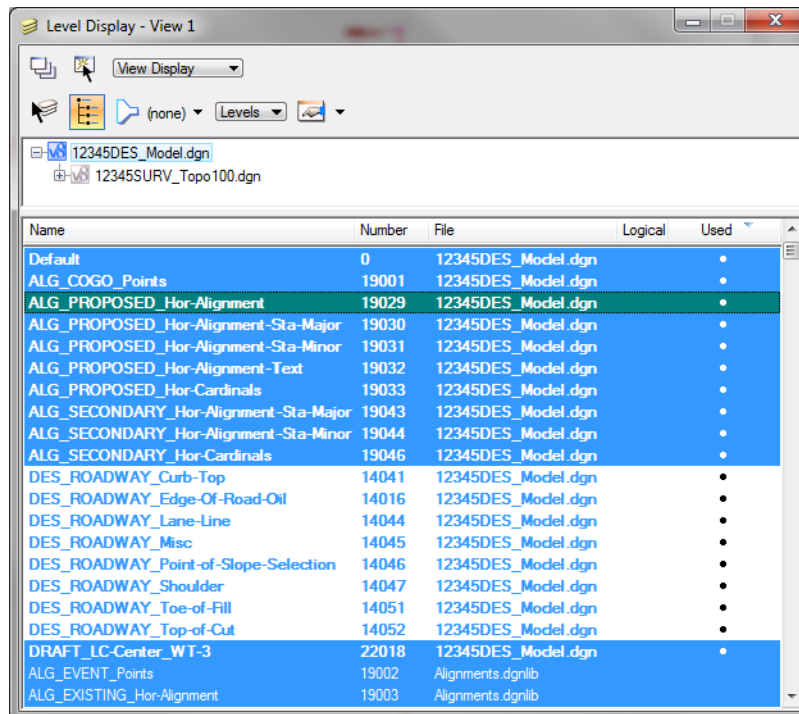 Level Display - View 1
View Display
(none) Levels
v8 12345DES_Model.dgn
v8 12345SURV_Topo100.dgn
Name Number File Logical Used
Default 0 12345DES_Model.dgn
ALG_COGO_Points 19001 12345DES_Model.dgn
ALG_PROPOSED_Hor-Alignment 19029 12345DES_Model.dgn
ALG_PROPOSED_Hor-Alignment-Sta-Major 19030 12345DES_Model.dgn
ALG_PROPOSED_Hor-Alignment-Sta-Minor 19031 12345DES_Model.dgn
ALG_PROPOSED_Hor-Alignment-Text 19032 12345DES_Model.dgn
ALG_PROPOSED_Hor-Cardinals 19033 12345DES_Model.dgn
ALG_SECONDARY_Hor-Alignment-Sta-Major 19043 12345DES_Model.dgn
ALG_SECONDARY_Hor-Alignment-Sta-Minor 19044 12345DES_Model.dgn
ALG_SECONDARY_Hor-Cardinals 19046 12345DES_Model.dgn
DES_ROADWAY_Curb-Top 14041 12345DES_Model.dgn
DES_ROADWAY_Edge-Of-Road-Oil 14016 12345DES_Model.dgn
DES_ROADWAY_Lane-Line 14044 12345DES_Model.dgn
DES_ROADWAY_Misc 14045 12345DES_Model.dgn
DES_ROADWAY_Point-of-Slope-Selection 14046 12345DES_Model.dgn
DES_ROADWAY_Shoulder 14047 12345DES_Model.dgn
DES_ROADWAY_Toe-of-Fill 14051 12345DES_Model.dgn
DES_ROADWAY_Top-of-Cut 14052 12345DES_Model.dgn
DRAFT_LC-Center_WT-3 22018 12345DES_Model.dgn
ALG_EVENT_Points 19002 Alignments.dgnlib
ALG_EXISTING_Hor-Alignment 19003 Alignments.dgnlib